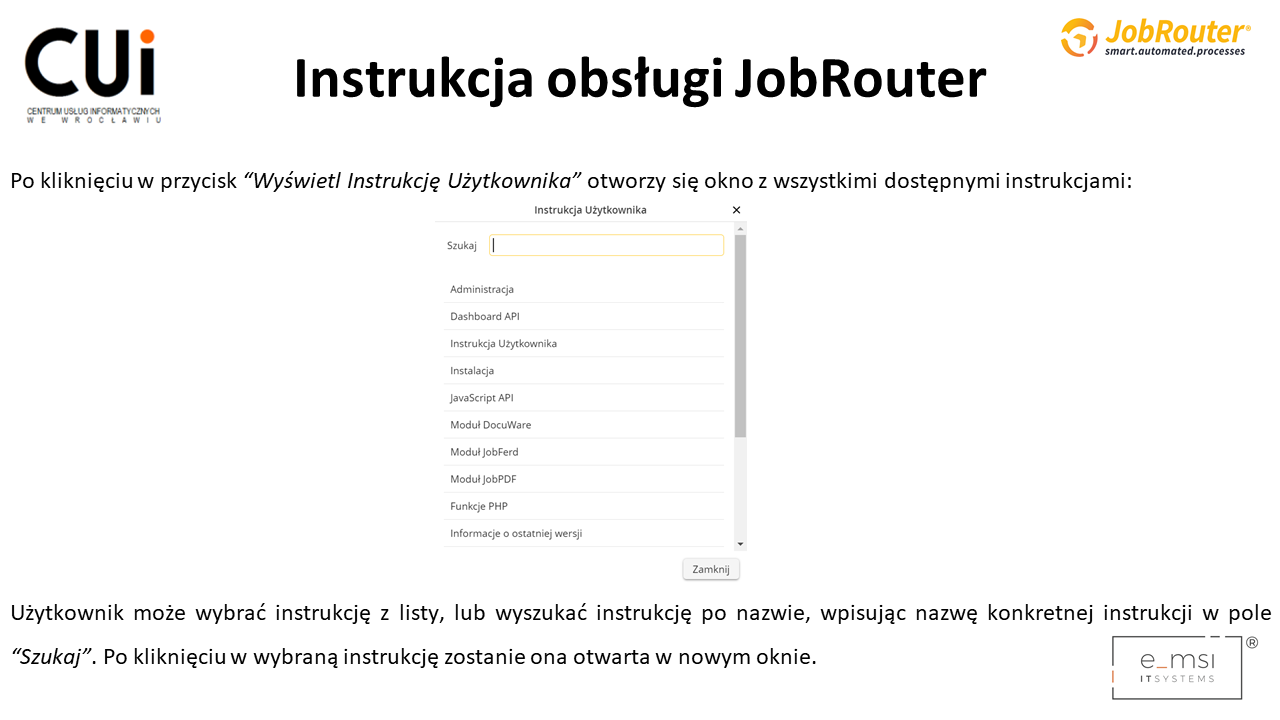 CUi
CENTRUM USŁUG INFORMATYCZNYCH
WE WROCŁAWIU
JobRouter®
smart.automated.processes
Instrukcja obsługi JobRouter
Po kliknięciu w przycisk “Wyświetl Instrukcję Użytkownika” otworzy się okno z wszystkimi dostępnymi instrukcjami:
Instrukcja Użytkownika ×
Szukaj
Administracja
Dashboard API
Instrukcja Użytkownika
Instalacja
JavaScript API
Moduł DocuWare
Moduł JobFerd
Moduł JobPDF
Funkcje PHP
Informacje o ostatniej wersji
Zamknij
Użytkownik może wybrać instrukcję z listy, lub wyszukać instrukcję po nazwie, wpisując nazwę konkretnej instrukcji w pole
“Szukaj”. Po kliknięciu w wybraną instrukcję zostanie ona otwarta w nowym oknie.
e_msi ®
ITSYSTEMS